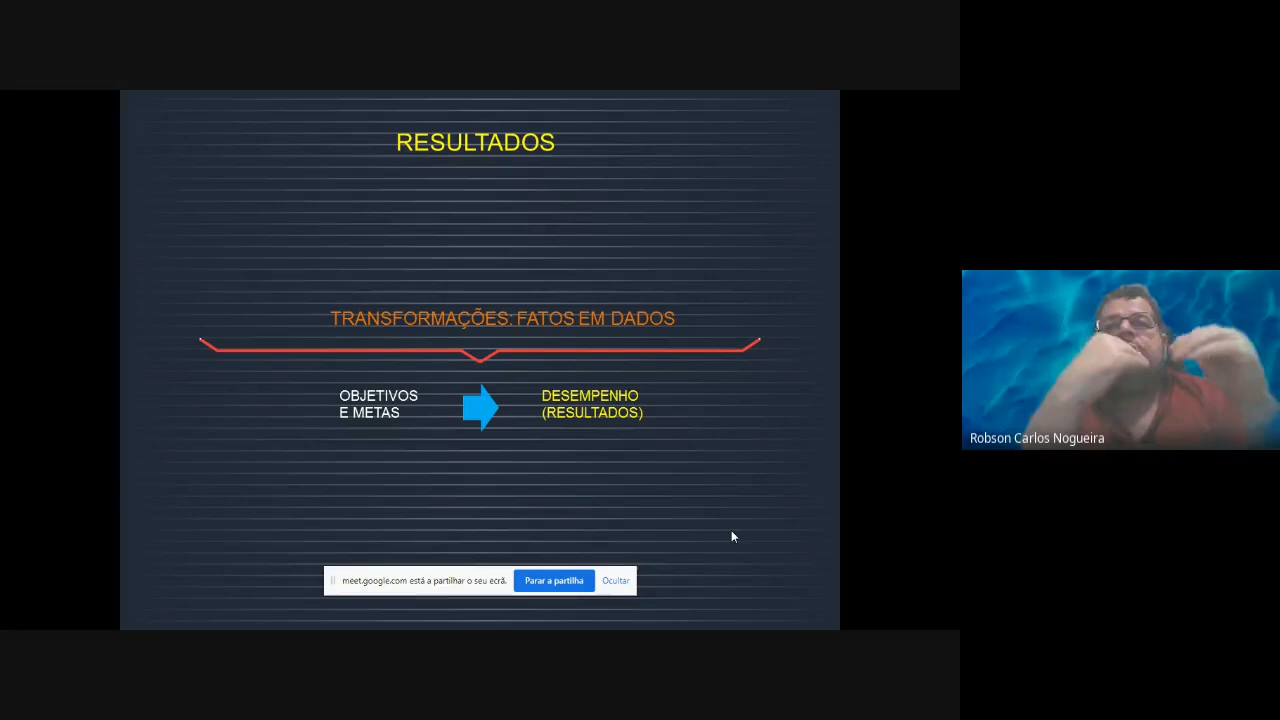 RESULTADOS
TRANSFORMAÇÕES: FATOS EM DADOS
OBJETIVOS
E METAS
DESEMPENHO
(RESULTADOS)
meet.google.com está a partilhar o seu ecrã.
Parar a partilha
Ocultar
Robson Carlos Nogueira